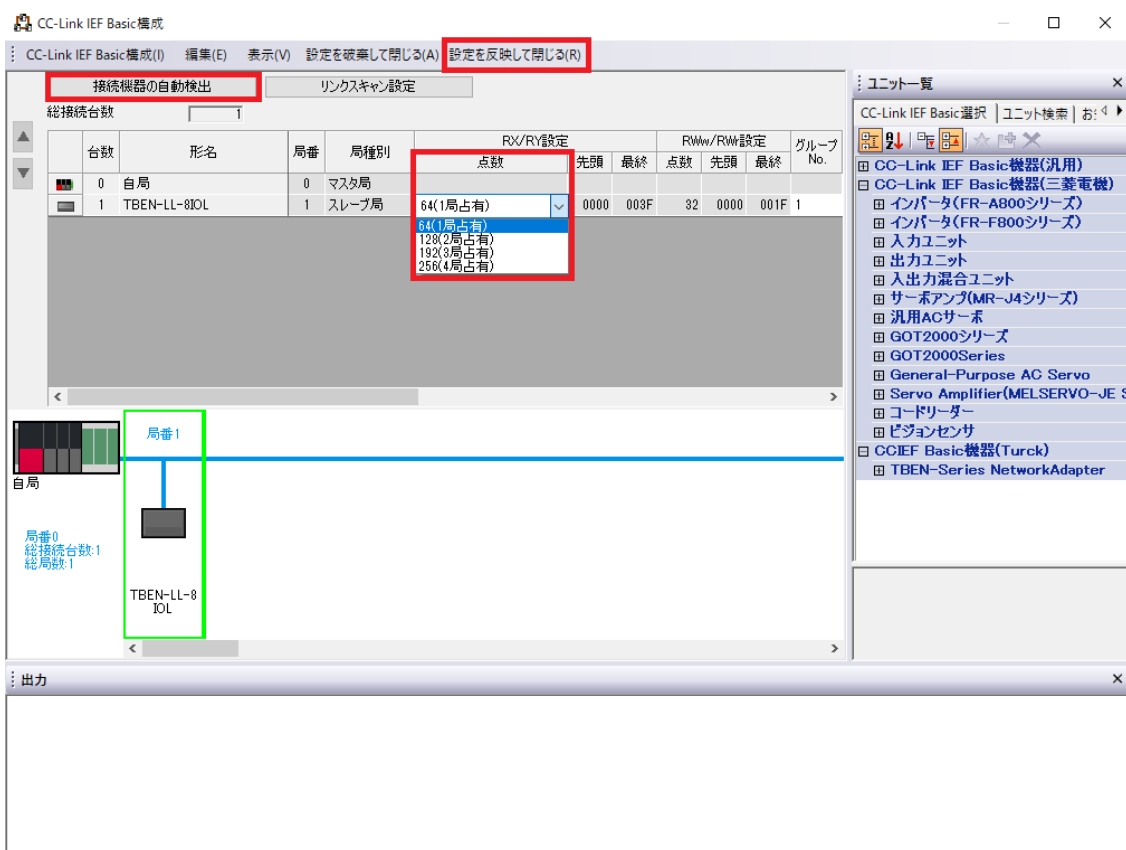 CC-Link IEF Basic構成
CC-Link IEF Basic構成(I) 編集(E) 表示(V) 設定を破棄して閉じる(A) 設定を反映して閉じる(R)
接続機器の自動検出 リンクスキャン設定
総接続台数 1
台数 形名 局番 局種別 RX/RY設定 RWw/RWr設定 グループNo.
点数 先頭 最終 点数 先頭 最終
0 自局 0 マスタ局
1 TBEN-LL-8IOL 1 スレーブ局 64(1局占有) 0000 003F 32 0000 001F 1
64(1局占有)
128(2局占有)
192(3局占有)
256(4局占有)
局番1
自局
局番0
総接続台数:1
総局数:1
TBEN-LL-8
IOL
ユニット一覧
CC-Link IEF Basic選択 ユニット検索
CC-Link IEF Basic機器(汎用)
CC-Link IEF Basic機器(三菱電機)
インバータ(FR-A800シリーズ)
インバータ(FR-F800シリーズ)
入力ユニット
出力ユニット
入出力混合ユニット
サーボアンプ(MR-J4シリーズ)
汎用ACサーボ
GOT2000シリーズ
GOT2000Series
General-Purpose AC Servo
Servo Amplifier(MELSERVO-JE S
コードリーダー
ビジョンセンサ
CCIEF Basic機器(Turck)
TBEN-Series NetworkAdapter
出力